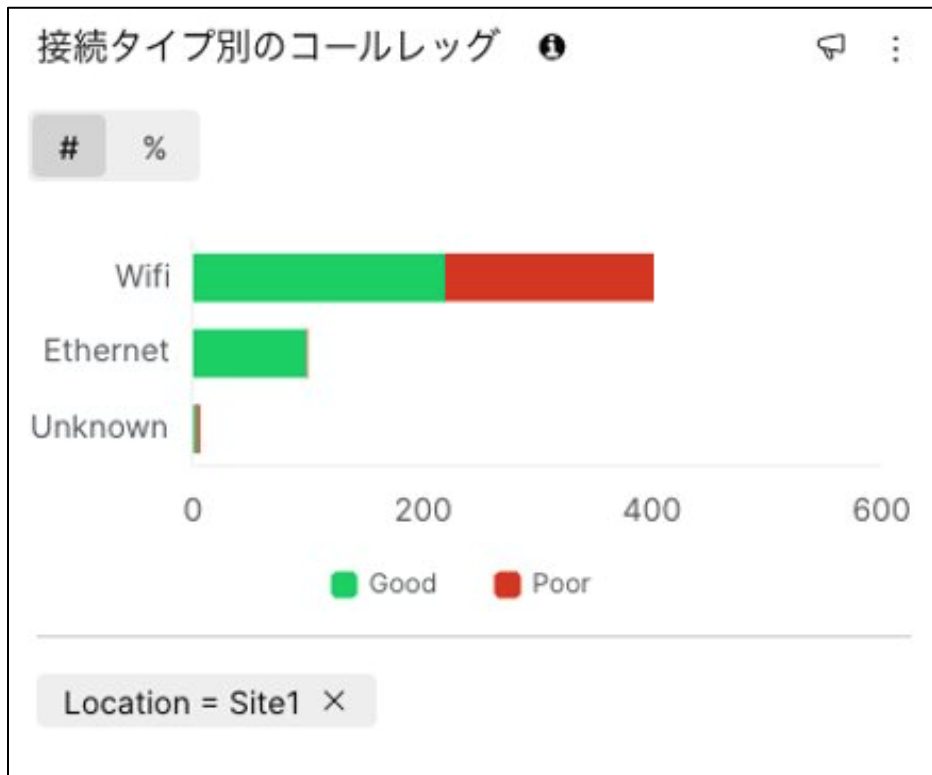 接続タイプ別のコールレッグ
# %
Wifi
Ethernet
Unknown
0 200 400 600
Good Poor
Location = Site1 ×